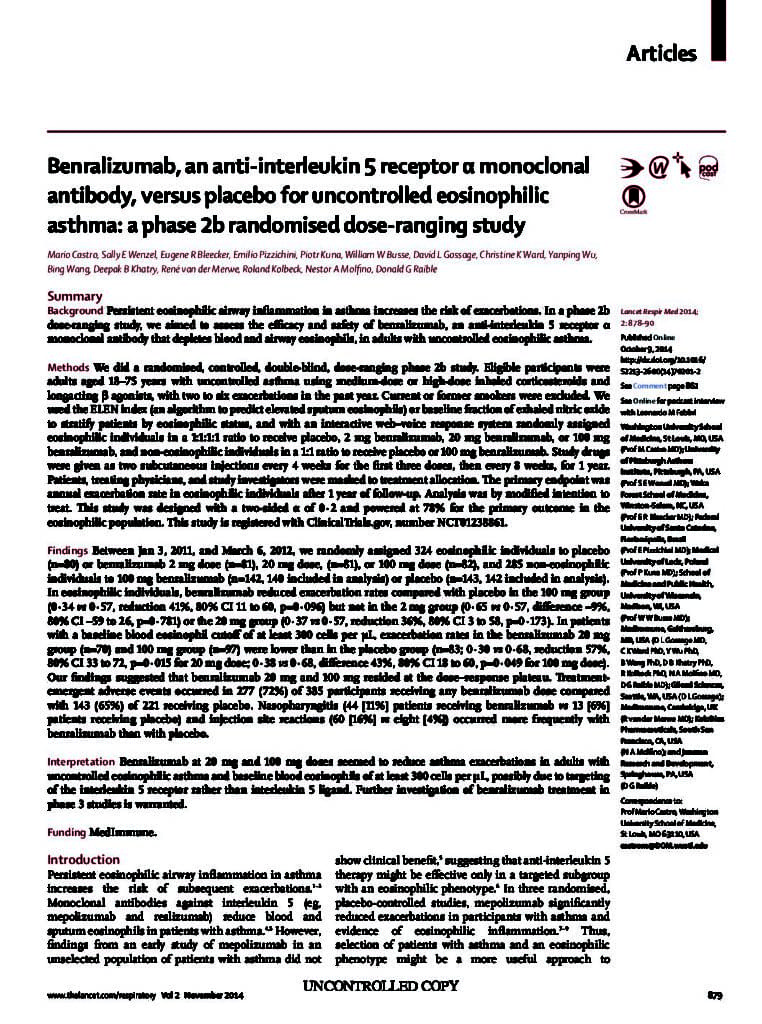 Articles
Benralizumab, an anti-interleukin 5 receptor α monoclonal
antibody, versus placebo for uncontrolled eosinophilic
asthma: a phase 2b randomised dose-ranging study
Mario Castro, Sally E Wenzel, Eugene R Bleecker, Emilio Pizzichini, Piotr Kuna, William W Busse, David L Gossage, Christine K Ward, Yanping Wu,
Bing Wang, Deepak B Khatry, René van der Merwe, Roland Kolbeck, Nestor A Molfino, Donald G Raible
CrossMark
Summary
Background Persistent eosinophilic airway inflammation in asthma increases the risk of exacerbations. In a phase 2b
dose-ranging study, we aimed to assess the efficacy and safety of benralizumab, an anti-interleukin 5 receptor α
monoclonal antibody that depletes blood and airway eosinophils, in adults with uncontrolled eosinophilic asthma.
Methods We did a randomised, controlled, double-blind, dose-ranging phase 2b study. Eligible participants were
adults aged 18–75 years with uncontrolled asthma using medium-dose or high-dose inhaled corticosteroids and
longacting β agonists, with two to six exacerbations in the past year. Current or former smokers were excluded. We
used the ELEN index (an algorithm to predict elevated sputum eosinophils) or baseline fraction of exhaled nitric oxide
to stratify patients by eosinophilic status, and with an interactive web–voice response system randomly assigned
eosinophilic individuals in a 1:1:1:1 ratio to receive placebo, 2 mg benralizumab, 20 mg benralizumab, or 100 mg
benralizumab, and non-eosinophilic individuals in a 1:1 ratio to receive placebo or 100 mg benralizumab. Study drugs
were given as two subcutaneous injections every 4 weeks for the first three doses, then every 8 weeks, for 1 year.
Patients, treating physicians, and study investigators were masked to treatment allocation. The primary endpoint was
annual exacerbation rate in eosinophilic individuals after 1 year of follow-up. Analysis was by modified intention to
treat. This study was designed with a two-sided α of 0·2 and powered at 78% for the primary outcome in the
eosinophilic population. This study is registered with ClinicalTrials.gov, number NCT01238861.
Findings Between Jan 3, 2011, and March 6, 2012, we randomly assigned 324 eosinophilic individuals to placebo
(n=80) or benralizumab 2 mg dose (n=81), 20 mg dose, (n=81), or 100 mg dose (n=82), and 285 non-eosinophilic
individuals to 100 mg benralizumab (n=142, 140 included in analysis) or placebo (n=143, 142 included in analysis).
In eosinophilic individuals, benralizumab reduced exacerbation rates compared with placebo in the 100 mg group
(0·34 vs 0·57, reduction 41%, 80% CI 11 to 60, p=0·096) but not in the 2 mg group (0·65 vs 0·57, difference –9%,
80% CI –59 to 26, p=0·781) or the 20 mg group (0·37 vs 0·57, reduction 36%, 80% CI 3 to 58, p=0·173). In patients
with a baseline blood eosinophil cutoff of at least 300 cells per μL, exacerbation rates in the benralizumab 20 mg
group (n=70) and 100 mg group (n=97) were lower than in the placebo group (n=83; 0·30 vs 0·68, reduction 57%,
80% CI 33 to 72, p=0·015 for 20 mg dose; 0·38 vs 0·68, difference 43%, 80% CI 18 to 60, p=0·049 for 100 mg dose).
Our findings suggested that benralizumab 20 mg and 100 mg resided at the dose–response plateau. Treatment-
emergent adverse events occurred in 277 (72%) of 385 participants receiving any benralizumab dose compared
with 143 (65%) of 221 receiving placebo. Nasopharyngitis (44 [11%] patients receiving benralizumab vs 13 [6%]
patients receiving placebo) and injection site reactions (60 [16%] vs eight [4%]) occurred more frequently with
benralizumab than with placebo.
Interpretation Benralizumab at 20 mg and 100 mg doses seemed to reduce asthma exacerbations in adults with
uncontrolled eosinophilic asthma and baseline blood eosinophils of at least 300 cells per μL, possibly due to targeting
of the interleukin 5 receptor rather than interleukin 5 ligand. Further investigation of benralizumab treatment in
phase 3 studies is warranted.
Funding MedImmune.
Introduction
Persistent eosinophilic airway inflammation in asthma
increases the risk of subsequent exacerbations.
Monoclonal antibodies against interleukin 5 (eg,
mepolizumab and reslizumab) reduce blood and
sputum eosinophils in patients with asthma. However,
findings from an early study of mepolizumab in an
unselected population of patients with asthma did not
show clinical benefit, suggesting that anti-interleukin 5
therapy might be effective only in a targeted subgroup
with an eosinophilic phenotype. In three randomised,
placebo-controlled studies, mepolizumab significantly
reduced exacerbations in participants with asthma and
evidence of eosinophilic inflammation. Thus,
selection of patients with asthma and an eosinophilic
phenotype might be a more useful approach to
Lancet Respir Med 2014;
2: 878–90
Published Online
October 9, 2014
http://dx.doi.org/10.1016/
S2213-2600(14)70201-2
See Comment page 862
See Online for podcast interview
with Leonardo M Fabbri
Washington University School
of Medicine, St Louis, MO, USA
(Prof M Castro MD); University
of Pittsburgh Asthma
Institute, Pittsburgh, PA, USA
(Prof S E Wenzel MD); Wake
Forest School of Medicine,
Winston-Salem, NC, USA
(Prof E R Bleecker MD); Federal
University of Santa Catarina,
Florianópolis, Brazil
(Prof E Pizzichini MD); Medical
University of Lodz, Poland
(Prof P Kuna MD); School of
Medicine and Public Health,
University of Wisconsin,
Madison, WI, USA
(Prof W W Busse MD);
MedImmune, Gaithersburg,
MD, USA (D L Gossage MD,
C K Ward PhD, Y Wu PhD,
B Wang PhD, D B Khatry PhD,
R Kolbeck PhD, N A Molfino MD,
D G Raible MD); Gilead Sciences,
Seattle, WA, USA (D L Gossage);
MedImmune, Cambridge, UK
(R van der Merwe MD); KaloBios
Pharmaceuticals, South San
Francisco, CA, USA
(N A Molfino); and Janssen
Research and Development,
Springhouse, PA, USA
(D G Raible)
Correspondence to:
Prof Mario Castro, Washington
University School of Medicine,
St Louis, MO 63110, USA
www.thelancet.com/respiratory Vol 2 November 2014
UNCONTROLLED COPY
879